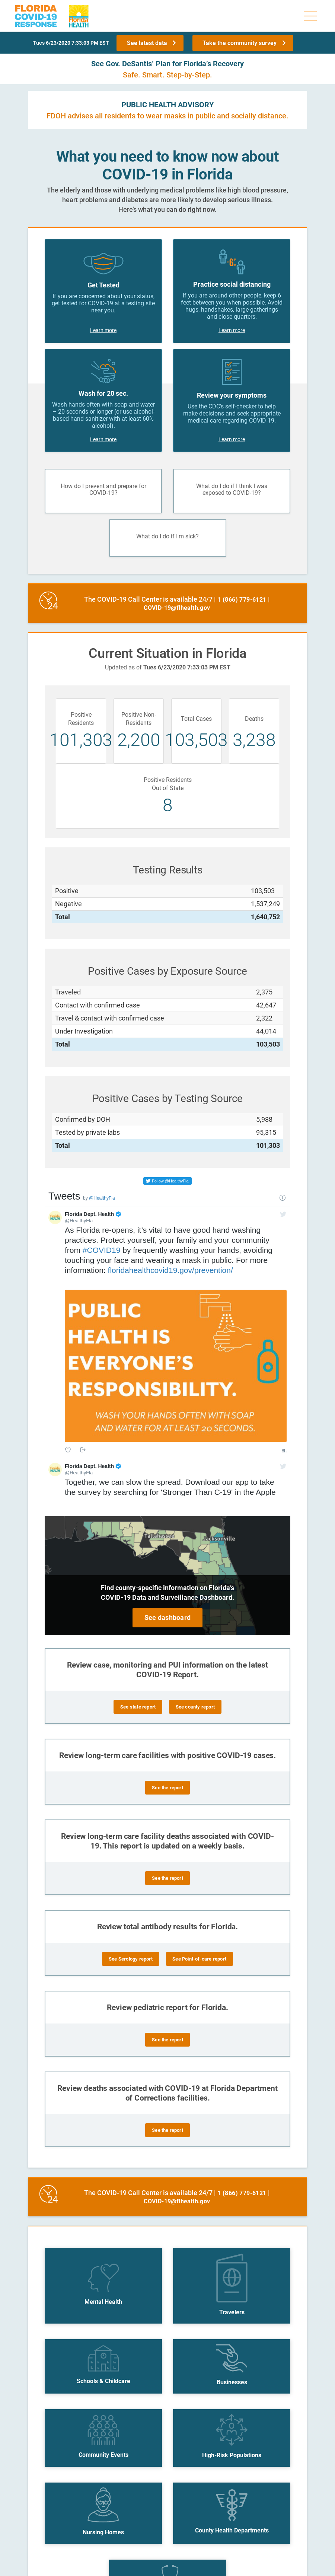 FLORIDA
COVID-19
RESPONSE
Florida
HEALTH
Tues 6/23/2020 7:33:03 PM EST
See latest data
Take the community survey
See Gov. DeSantis' Plan for Florida's Recovery
Safe. Smart. Step-by-Step.
PUBLIC HEALTH ADVISORY
FDOH advises all residents to wear masks in public and socially distance.
What you need to know now about
COVID-19 in Florida
The elderly and those with underlying medical problems like high blood pressure,
heart problems and diabetes are more likely to develop serious illness.
Here's what you can do right now.
Get Tested
If you are concerned about your status,
get tested for COVID-19 at a testing site
near you.
Learn more
6'
Practice social distancing
If you are around other people, keep 6
feet between you when possible. Avoid
hugs, handshakes, large gatherings
and close quarters.
Learn more
Wash for 20 sec.
Wash hands often with soap and water
– 20 seconds or longer (or use alcohol-
based hand sanitizer with at least 60%
alcohol).
Learn more
Review your symptoms
Use the CDC's self-checker to help
make decisions and seek appropriate
medical care regarding COVID-19.
Learn more
How do I prevent and prepare for
COVID-19?
What do I do if I think I was
exposed to COVID-19?
What do I do if I'm sick?
24
The COVID-19 Call Center is available 24/7 | 1 (866) 779-6121 |
COVID-19@flhealth.gov
Current Situation in Florida
Updated as of Tues 6/23/2020 7:33:03 PM EST
Positive
Residents
101,303
Positive Non-
Residents
2,200
Total Cases
103,503
Deaths
3,238
Positive Residents
Out of State
8
Testing Results
Positive 103,503
Negative 1,537,249
Total 1,640,752
Positive Cases by Exposure Source
Traveled 2,375
Contact with confirmed case 42,647
Travel & contact with confirmed case 2,322
Under Investigation 44,014
Total 103,503
Positive Cases by Testing Source
Confirmed by DOH 5,988
Tested by private labs 95,315
Total 101,303
Follow @HealthyFla
Tweets by @HealthyFla
Florida Dept. Health
@HealthyFla
As Florida re-opens, it's vital to have good hand washing
practices. Protect yourself, your family and your community
from #COVID19 by frequently washing your hands, avoiding
touching your face and wearing a mask in public. For more
information: floridahealthcovid19.gov/prevention/
PUBLIC
HEALTH IS
EVERYONE'S
RESPONSIBILITY.
WASH YOUR HANDS OFTEN WITH SOAP
AND WATER FOR AT LEAST 20 SECONDS.
Florida Dept. Health
@HealthyFla
Together, we can slow the spread. Download our app to take
the survey by searching for 'Stronger Than C-19' in the Apple
Tallahassee
Jacksonville
Find county-specific information on Florida's
COVID-19 Data and Surveillance Dashboard.
See dashboard
Review case, monitoring and PUI information on the latest
COVID-19 Report.
See state report
See county report
Review long-term care facilities with positive COVID-19 cases.
See the report
Review long-term care facility deaths associated with COVID-
19. This report is updated on a weekly basis.
See the report
Review total antibody results for Florida.
See Serology report
See Point-of-care report
Review pediatric report for Florida.
See the report
Review deaths associated with COVID-19 at Florida Department
of Corrections facilities.
See the report
24
The COVID-19 Call Center is available 24/7 | 1 (866) 779-6121 |
COVID-19@flhealth.gov
Mental Health
Travelers
Schools & Childcare
Businesses
Community Events
High-Risk Populations
Nursing Homes
County Health Departments